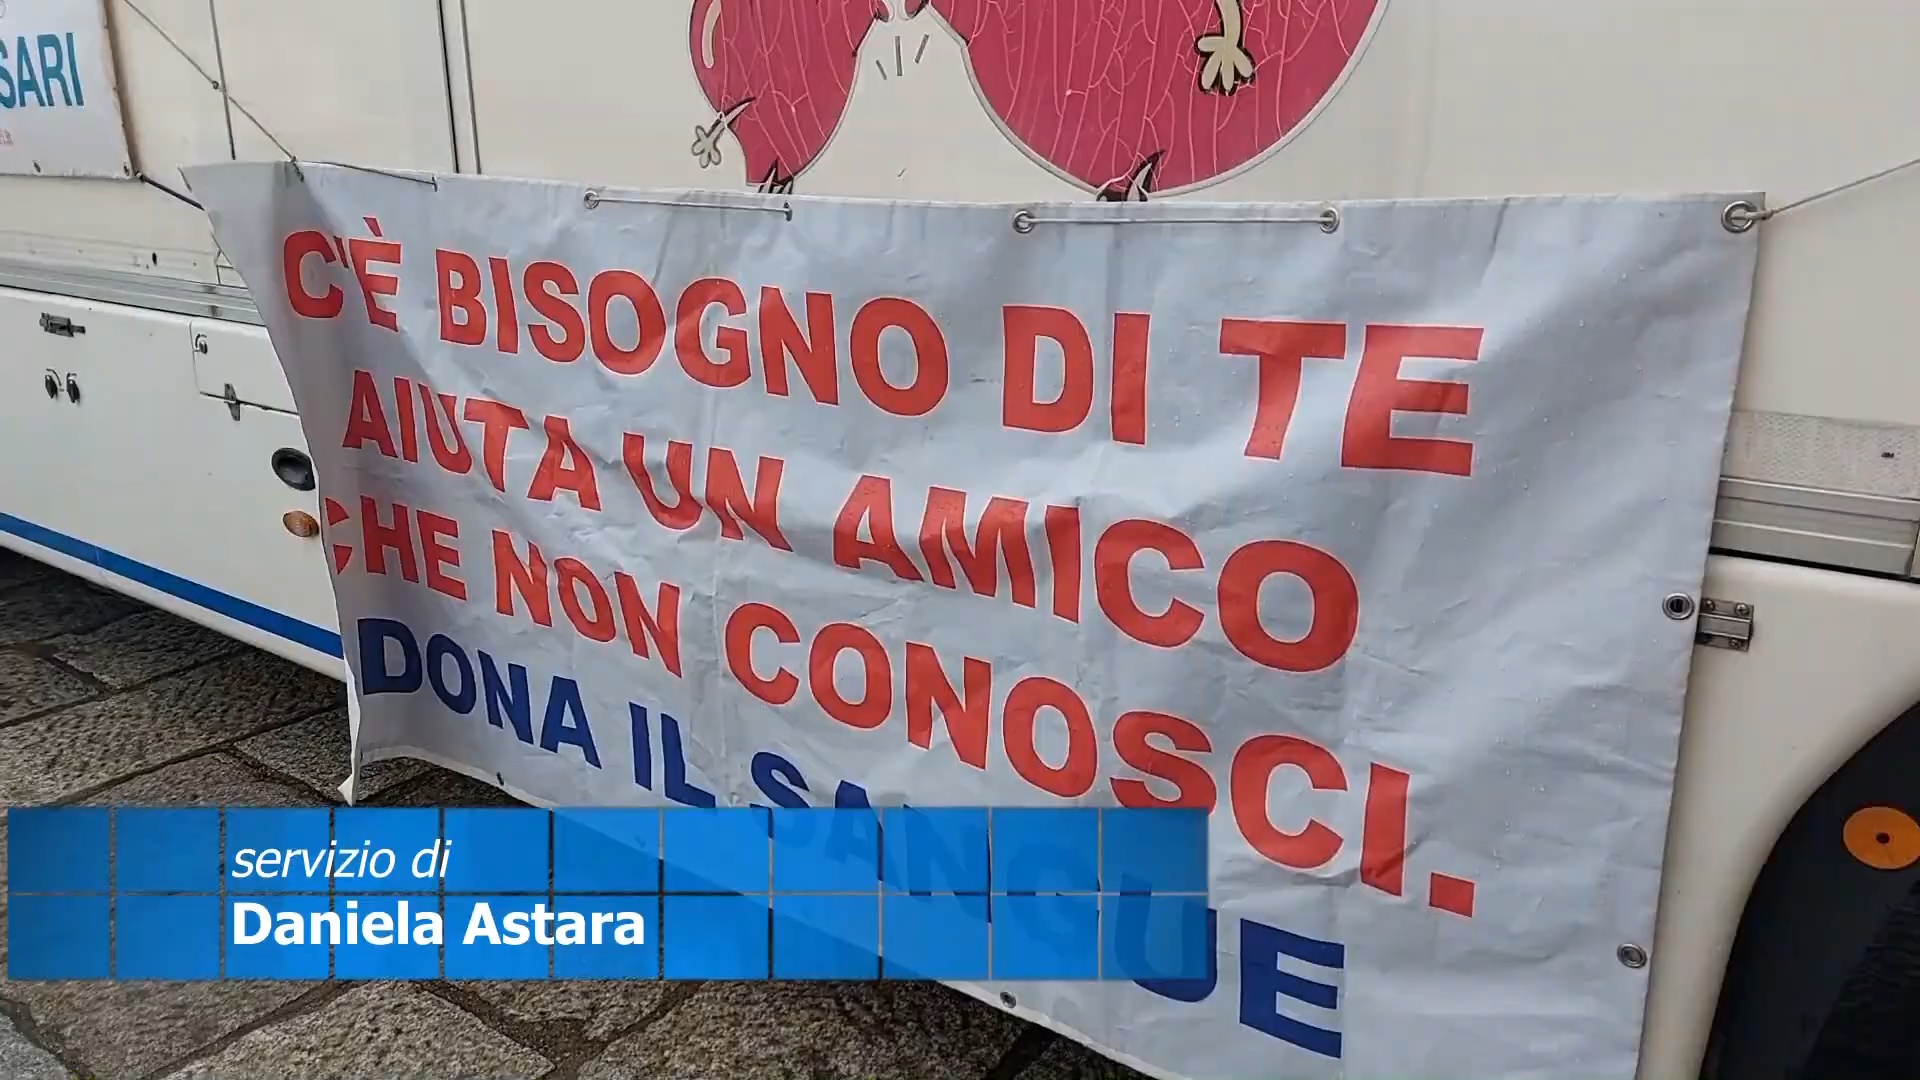 SARI
C'È BISOGNO DI TE
AIUTA UN AMICO
CHE NON CONOSCI.
DONA IL SANGUE
servizio di
Daniela Astara